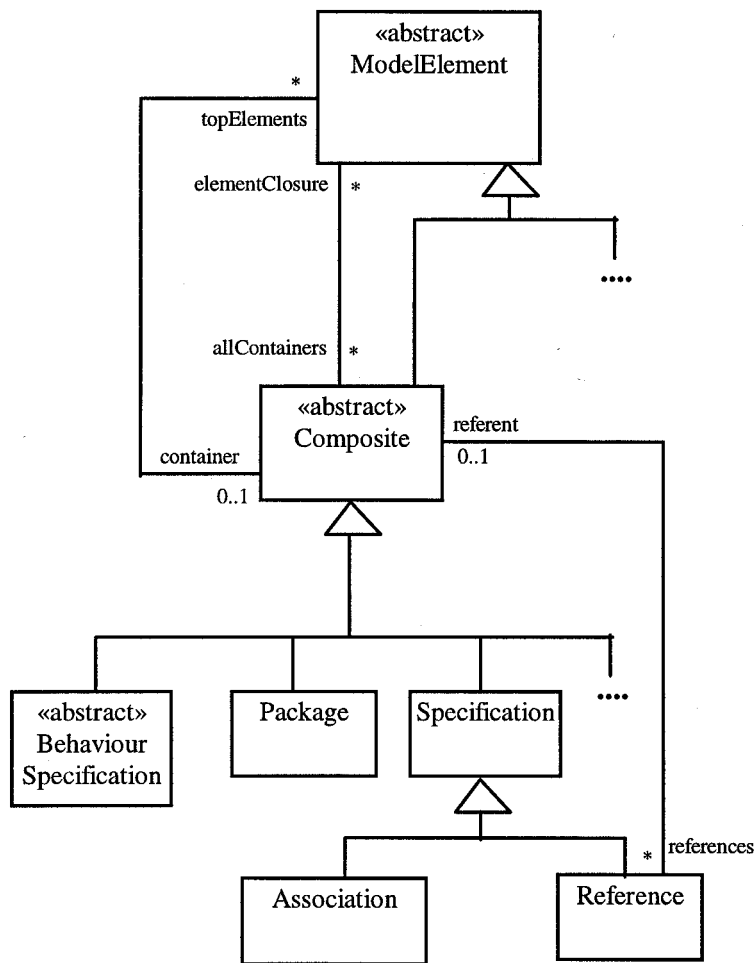 «abstract»
ModelElement
*
topElements
elementClosure
*
....
allContainers
*
«abstract»
Composite
referent
0..1
container
0..1
«abstract»
Behaviour
Specification
Package
Specification
....
*
references
Association
Reference